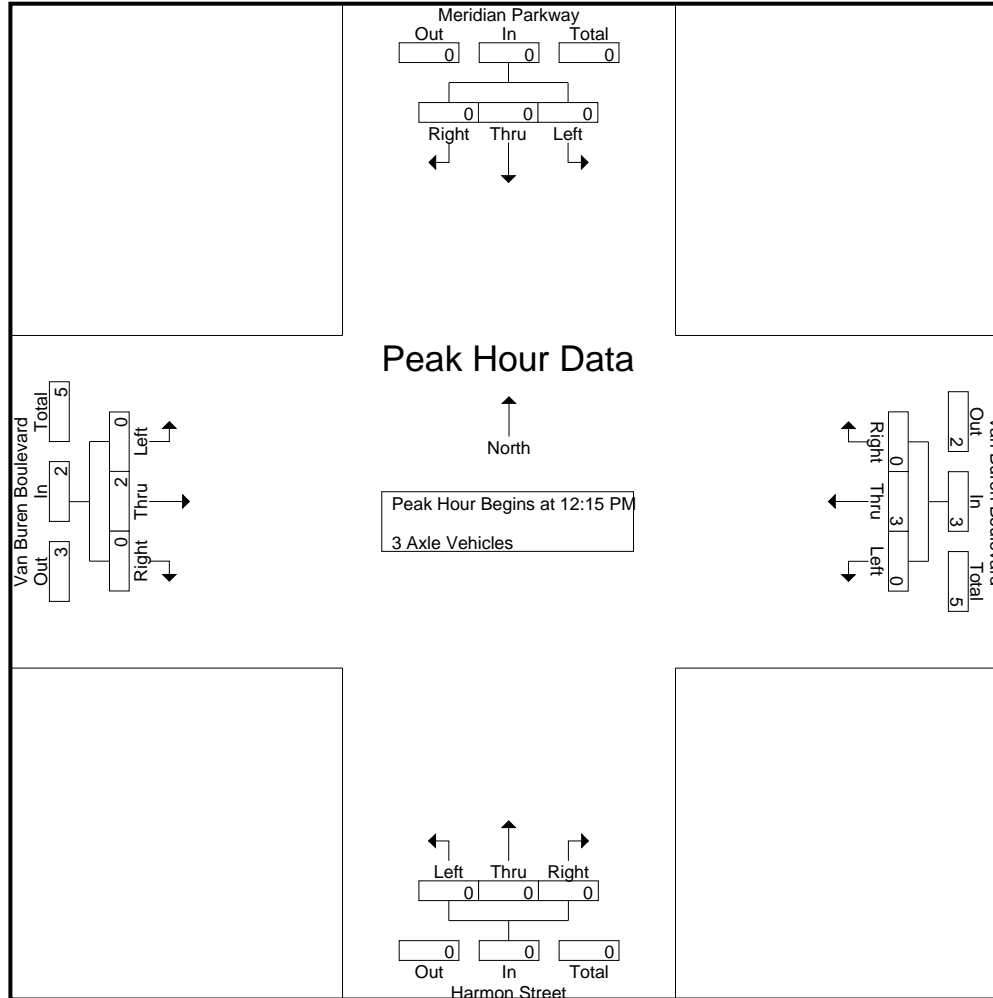 Meridian Parkway
Out In Total
0 0 0
0 0 0
Right Thru Left
Peak Hour Data
North
Peak Hour Begins at 12:15 PM
3 Axle Vehicles
Van Buren Boulevard
Total In Out
5 2 3
0 2 0
Left Thru Right
Right Thru Left
0 3 0
2 3 5
Out In Total
Van Buren Boulevard
Left Thru Right
0 0 0
0 0 0
Out In Total
Harmon Street